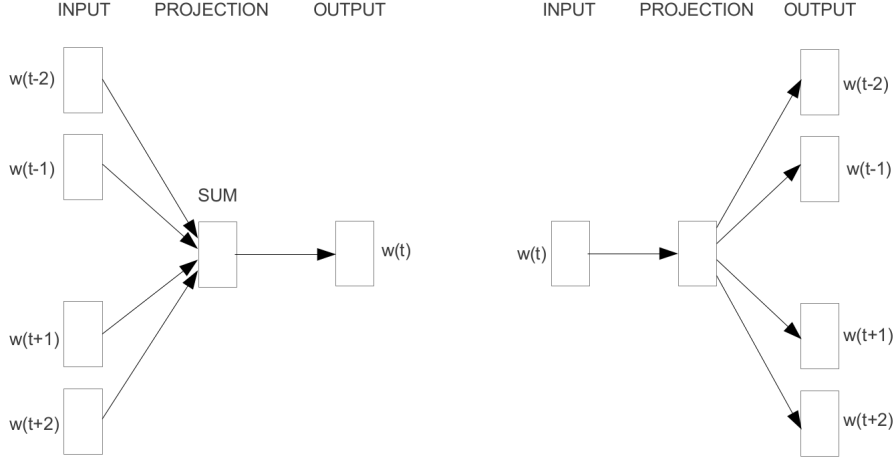 INPUT PROJECTION OUTPUT
w(t-2)
w(t-1)
SUM
w(t)
w(t+1)
w(t+2)
INPUT PROJECTION OUTPUT
w(t-2)
w(t-1)
w(t)
w(t+1)
w(t+2)